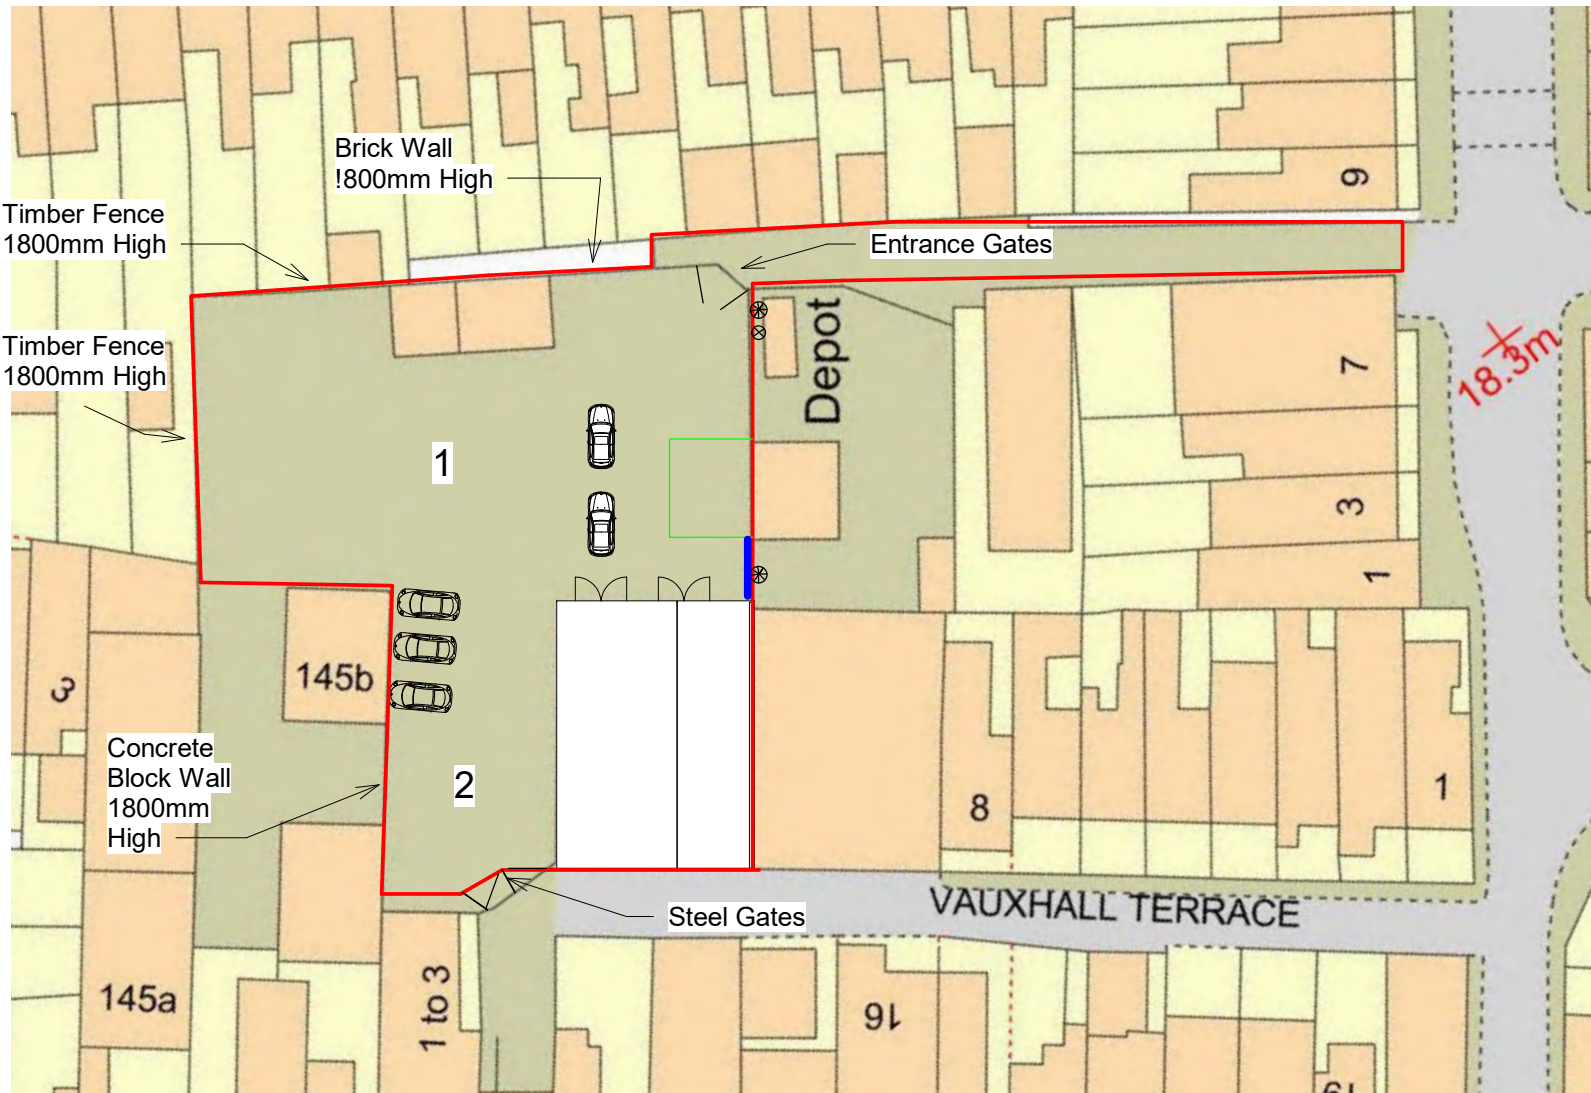 Brick Wall
!800mm High
9
Timber Fence
1800mm High
Entrance Gates
Depot
Timber Fence
1800mm High
7
18.3m
1
3
1
145b
3
Concrete
Block Wall
1800mm
High
2
8
1
Steel Gates
VAUXHALL TERRACE
145a
1 to 3
16